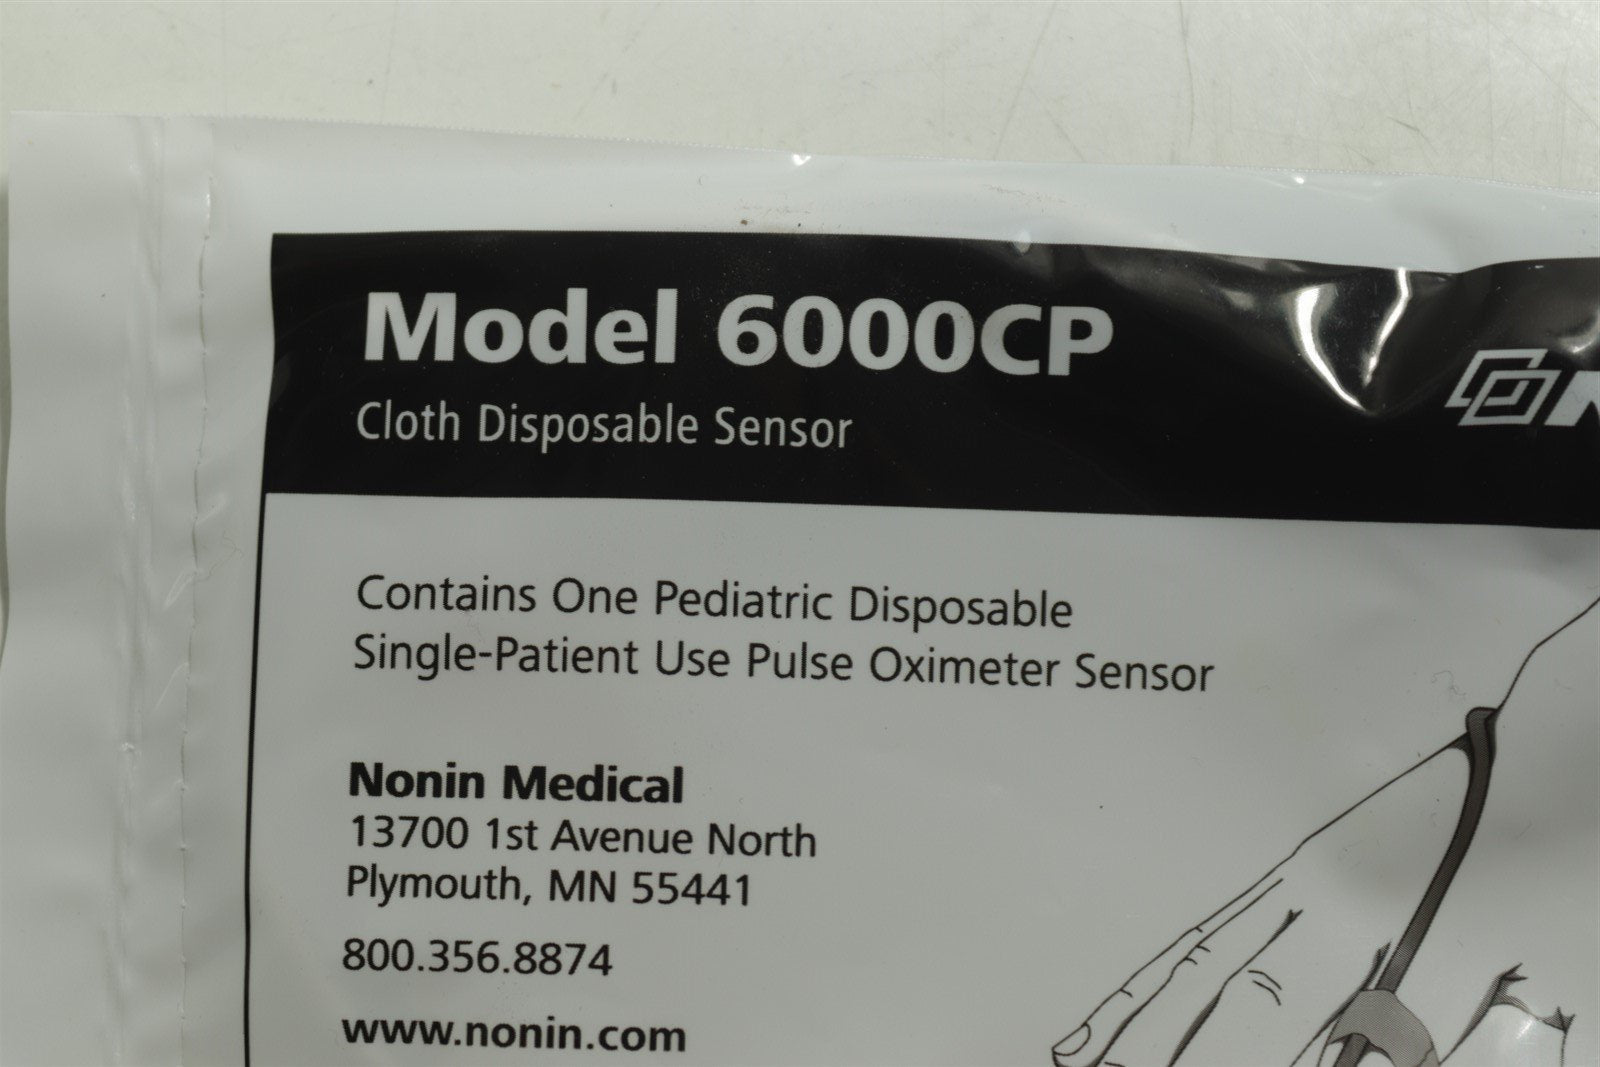 Model 6000CP
Cloth Disposable Sensor
Contains One Pediatric Disposable
Single-Patient Use Pulse Oximeter Sensor
Nonin Medical
13700 1st Avenue North
Plymouth, MN 55441
800.356.8874
www.nonin.com